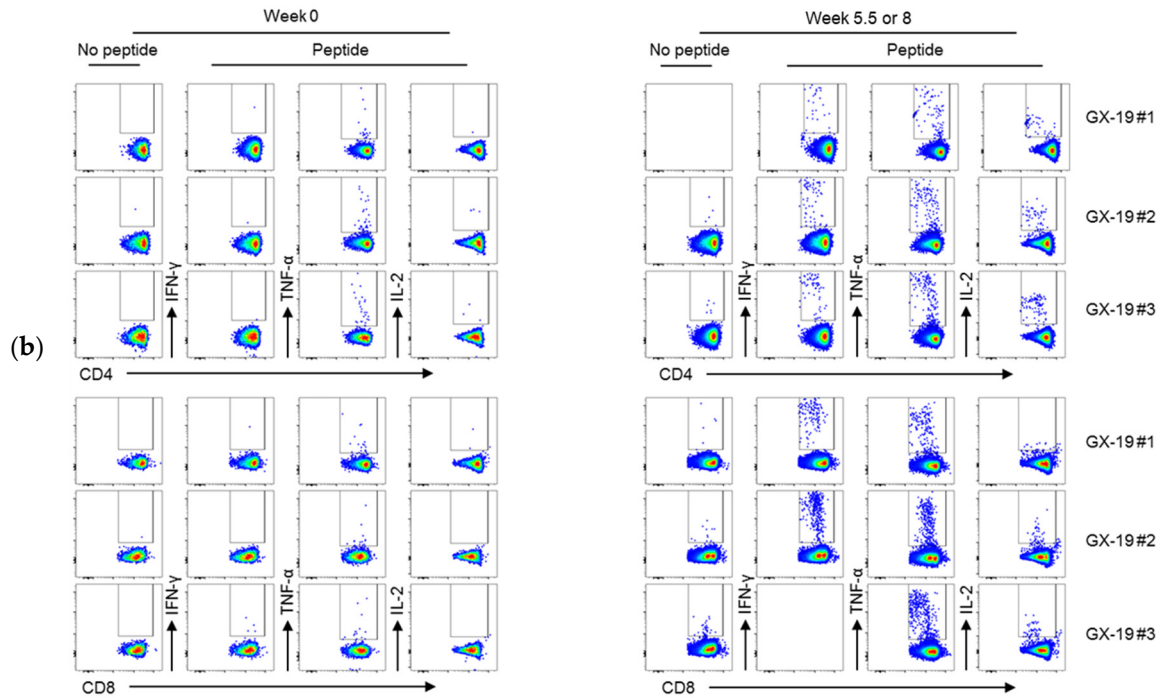 Week 0
Week 5.5 or 8
No peptide
Peptide
No peptide
Peptide
GX-19#1
GX-19#2
GX-19#3
IFN-γ
TNF-α
IL-2
IFN-γ
TNF-α
IL-2
(b)
CD4
CD4
GX-19#1
GX-19#2
GX-19#3
IFN-γ
TNF-α
IL-2
IFN-γ
TNF-α
IL-2
CD8
CD8